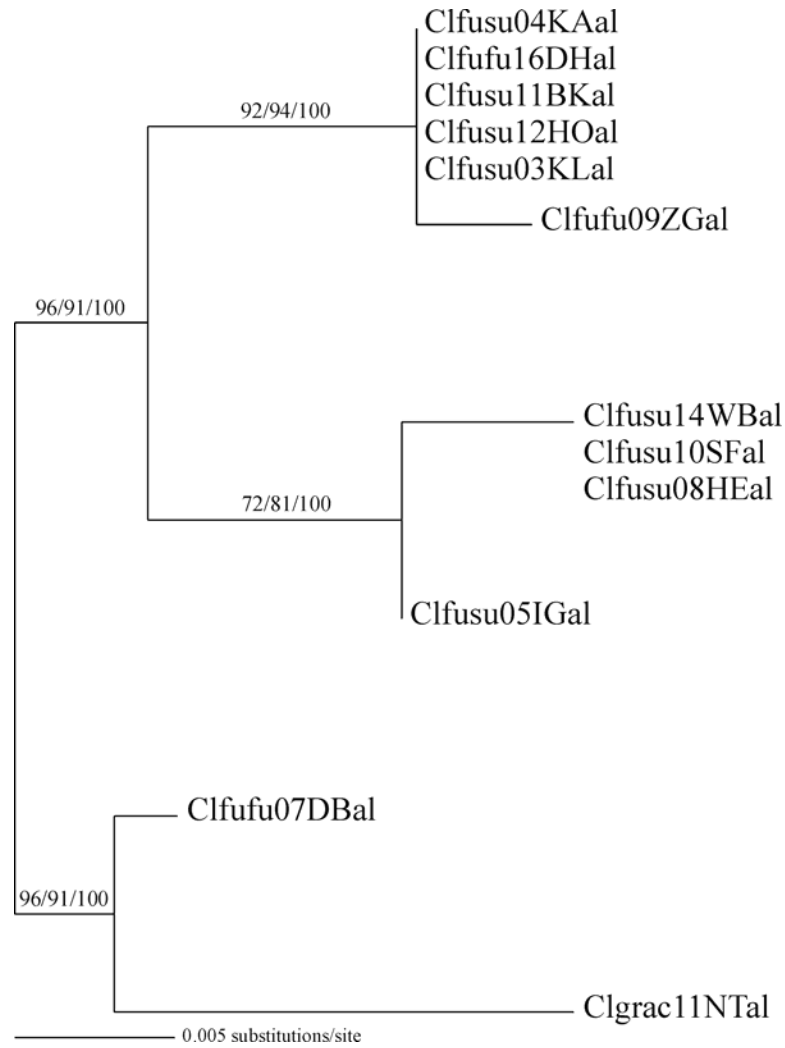 Clfusu04KAal
Clfufu16DHal
Clfusu11BKal
92/94/100
Clfusu12HOal
Clfusu03KLal
Clfufu09ZGal
96/91/100
Clfusu14WBal
Clfusu10SFal
Clfusu08HEal
72/81/100
Clfusu05IGal
Clfufu07DBal
96/91/100
Clgrac11NTal
0.005 substitutions/site